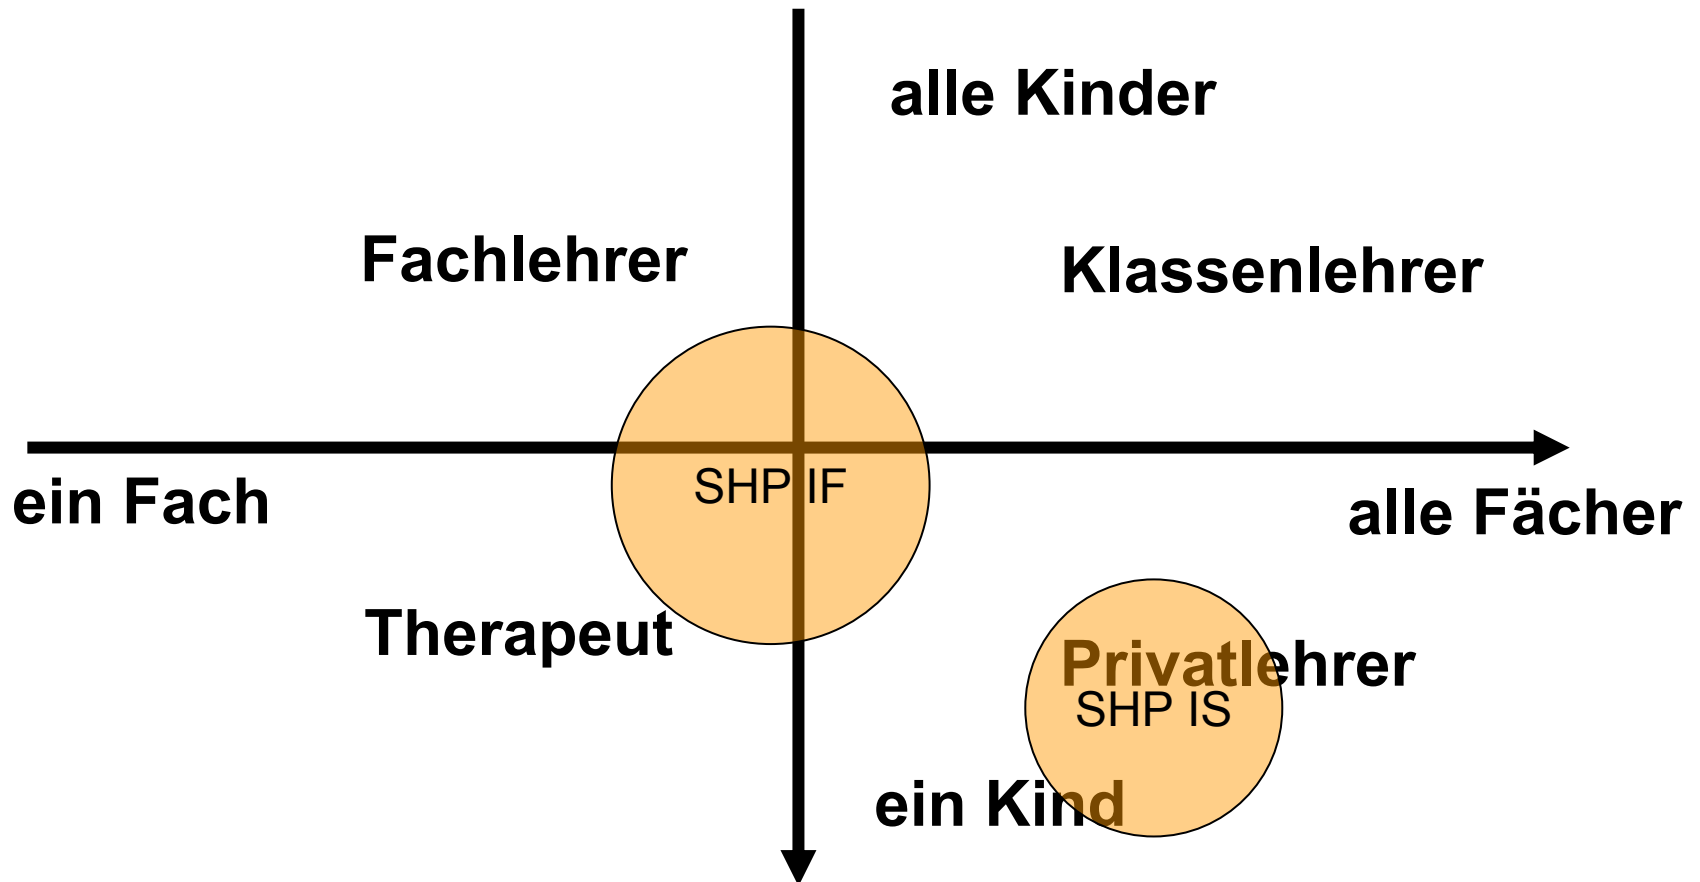 alle Kinder
Fachlehrer
Klassenlehrer
SHP IF
ein Fach
alle Fächer
Therapeut
Privatlehrer
SHP IS
ein Kind